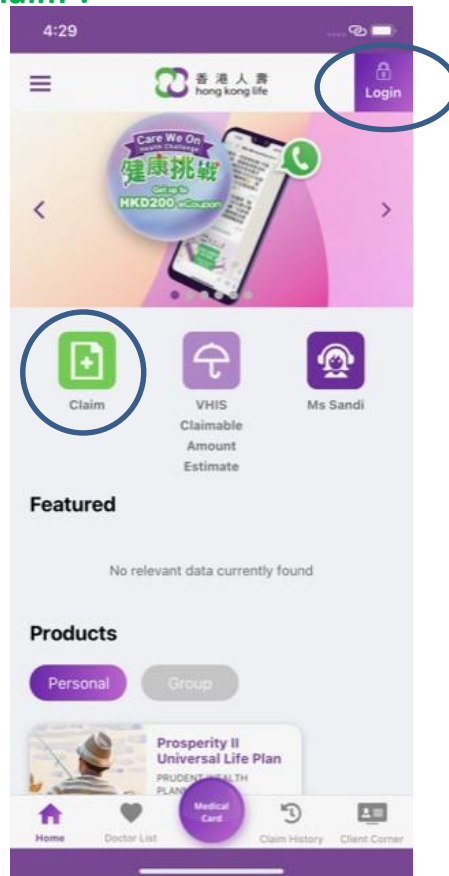 4:29
香港人壽
hong kong life
Login
Care We On
Health Challenge
健康挑戰
Get up to
HKD200 eCoupon
Claim
VHIS
Claimable
Amount
Estimate
Ms Sandi
Featured
No relevant data currently found
Products
Personal
Group
Prosperity II
Universal Life Plan
PRUDENT WEALTH
PLAN
Medical
Card
Home
Doctor List
Claim History
Client Corner